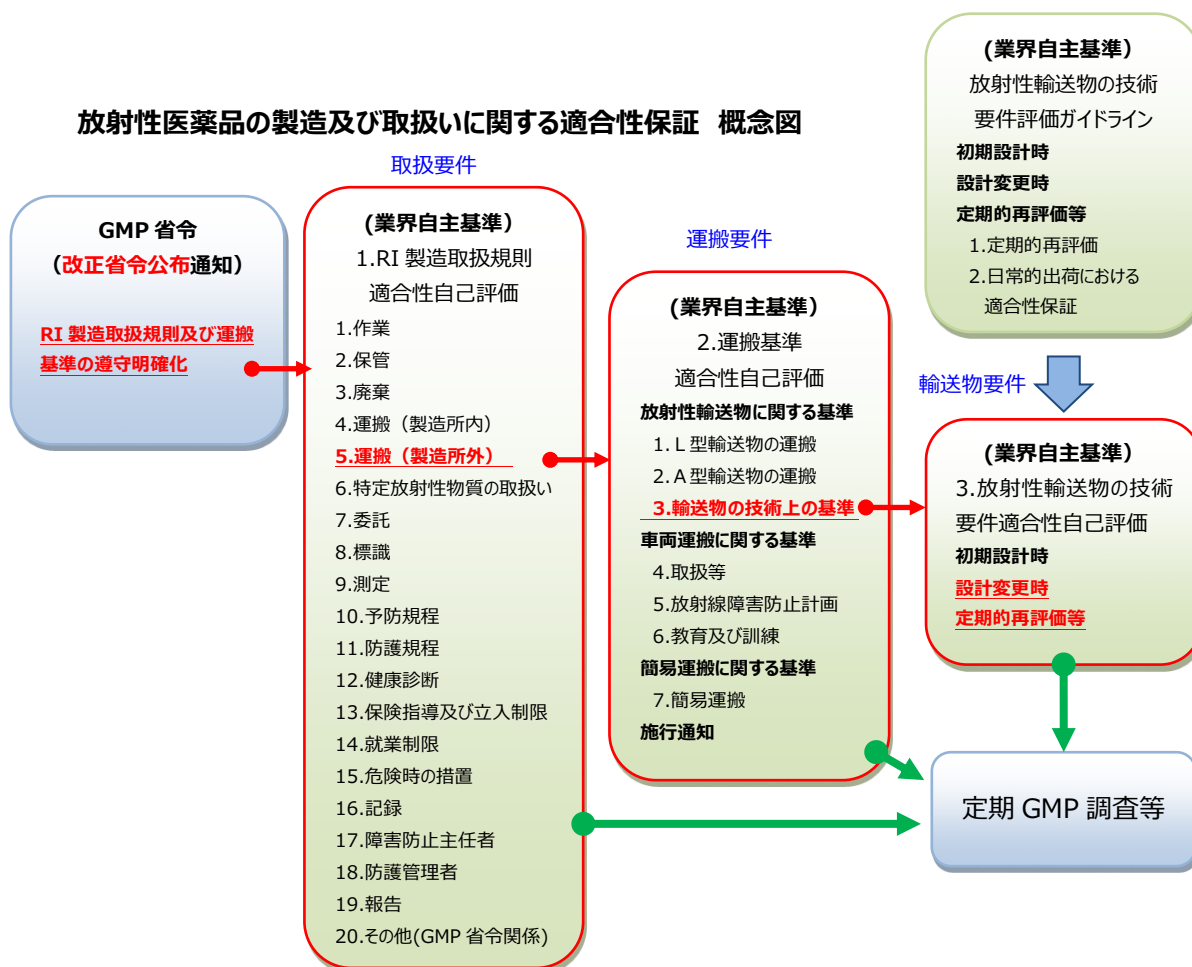 放射性医薬品の製造及び取扱いに関する適合性保証 概念図
GMP 省令
（改正省令公布通知）
RI 製造取扱規則及び運搬
基準の遵守明確化
取扱要件
(業界自主基準）
1.RI 製造取扱規則
適合性自己評価
1.作業
2.保管
3.廃棄
4.運搬（製造所内）
5.運搬（製造所外）
6.特定放射性物質の取扱い
7.委託
8.標識
9.測定
10.予防規程
11.防護規程
12.健康診断
13.保険指導及び立入制限
14.就業制限
15.危険時の措置
16.記録
17.障害防止主任者
18.防護管理者
19.報告
20.その他(GMP 省令関係)
運搬要件
(業界自主基準）
2.運搬基準
適合性自己評価
放射性輸送物に関する基準
1.Ｌ型輸送物の運搬
2.Ａ型輸送物の運搬
3.輸送物の技術上の基準
車両運搬に関する基準
4.取扱等
5.放射線障害防止計画
6.教育及び訓練
簡易運搬に関する基準
7.簡易運搬
施行通知
(業界自主基準）
放射性輸送物の技術
要件評価ガイドライン
初期設計時
設計変更時
定期的再評価等
1.定期的再評価
2.日常的出荷における
適合性保証
輸送物要件
(業界自主基準）
3.放射性輸送物の技術
要件適合性自己評価
初期設計時
設計変更時
定期的再評価等
定期 GMP 調査等